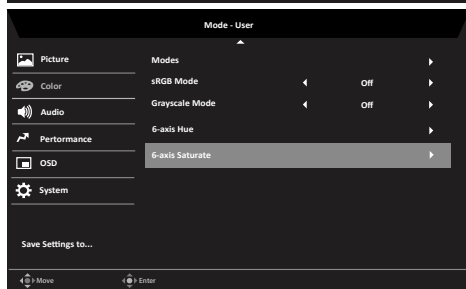 Mode - User
Picture
Color
Audio
Pertormance
OSD
System
Modes
sRGB Mode Off
Grayscale Mode Off
6-axis Hue
6-axis Saturate
Save Settings to...
Move Enter